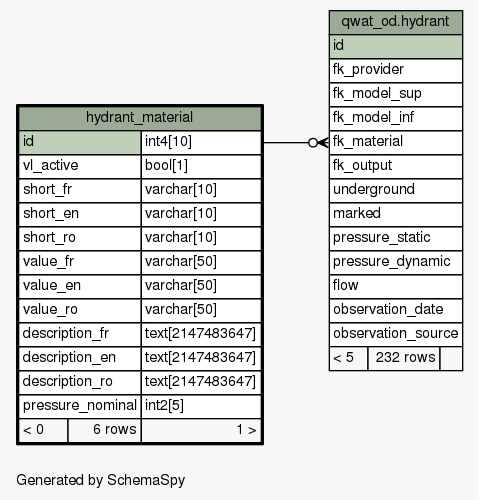 hydrant_material
id int4[10]
vl_active bool[1]
short_fr varchar[10]
short_en varchar[10]
short_ro varchar[10]
value_fr varchar[50]
value_en varchar[50]
value_ro varchar[50]
description_fr text[2147483647]
description_en text[2147483647]
description_ro text[2147483647]
pressure_nominal int2[5]
< 0 6 rows 1 >
qwat_od.hydrant
id
fk_provider
fk_model_sup
fk_model_inf
fk_material
fk_output
underground
marked
pressure_static
pressure_dynamic
flow
observation_date
observation_source
< 5 232 rows
Generated by SchemaSpy